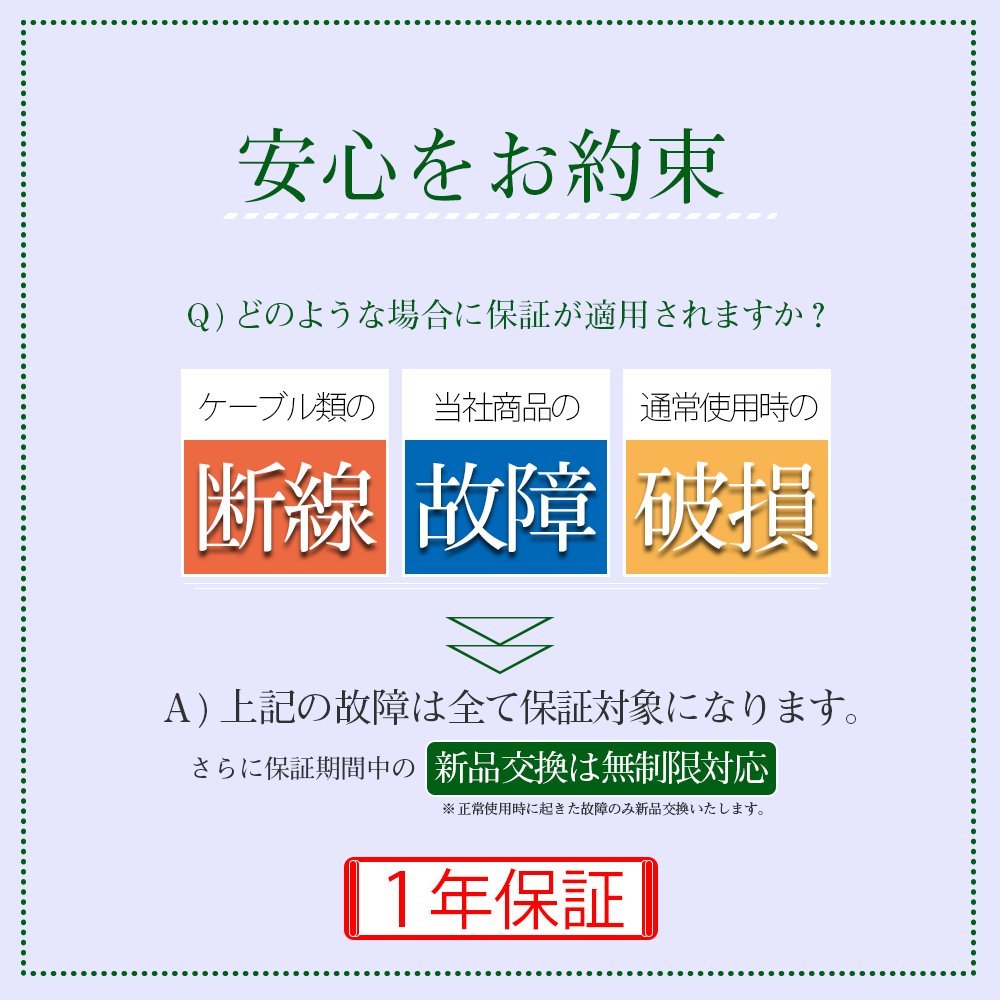 安心をお約束
Q) どのような場合に保証が適用されますか？
ケーブル類の
断線
当社商品の
故障
通常使用時の
破損
A) 上記の故障は全て保証対象になります。
さらに保証期間中の 新品交換は無制限対応
※正常使用時に起きた故障のみ新品交換いたします。
１年保証